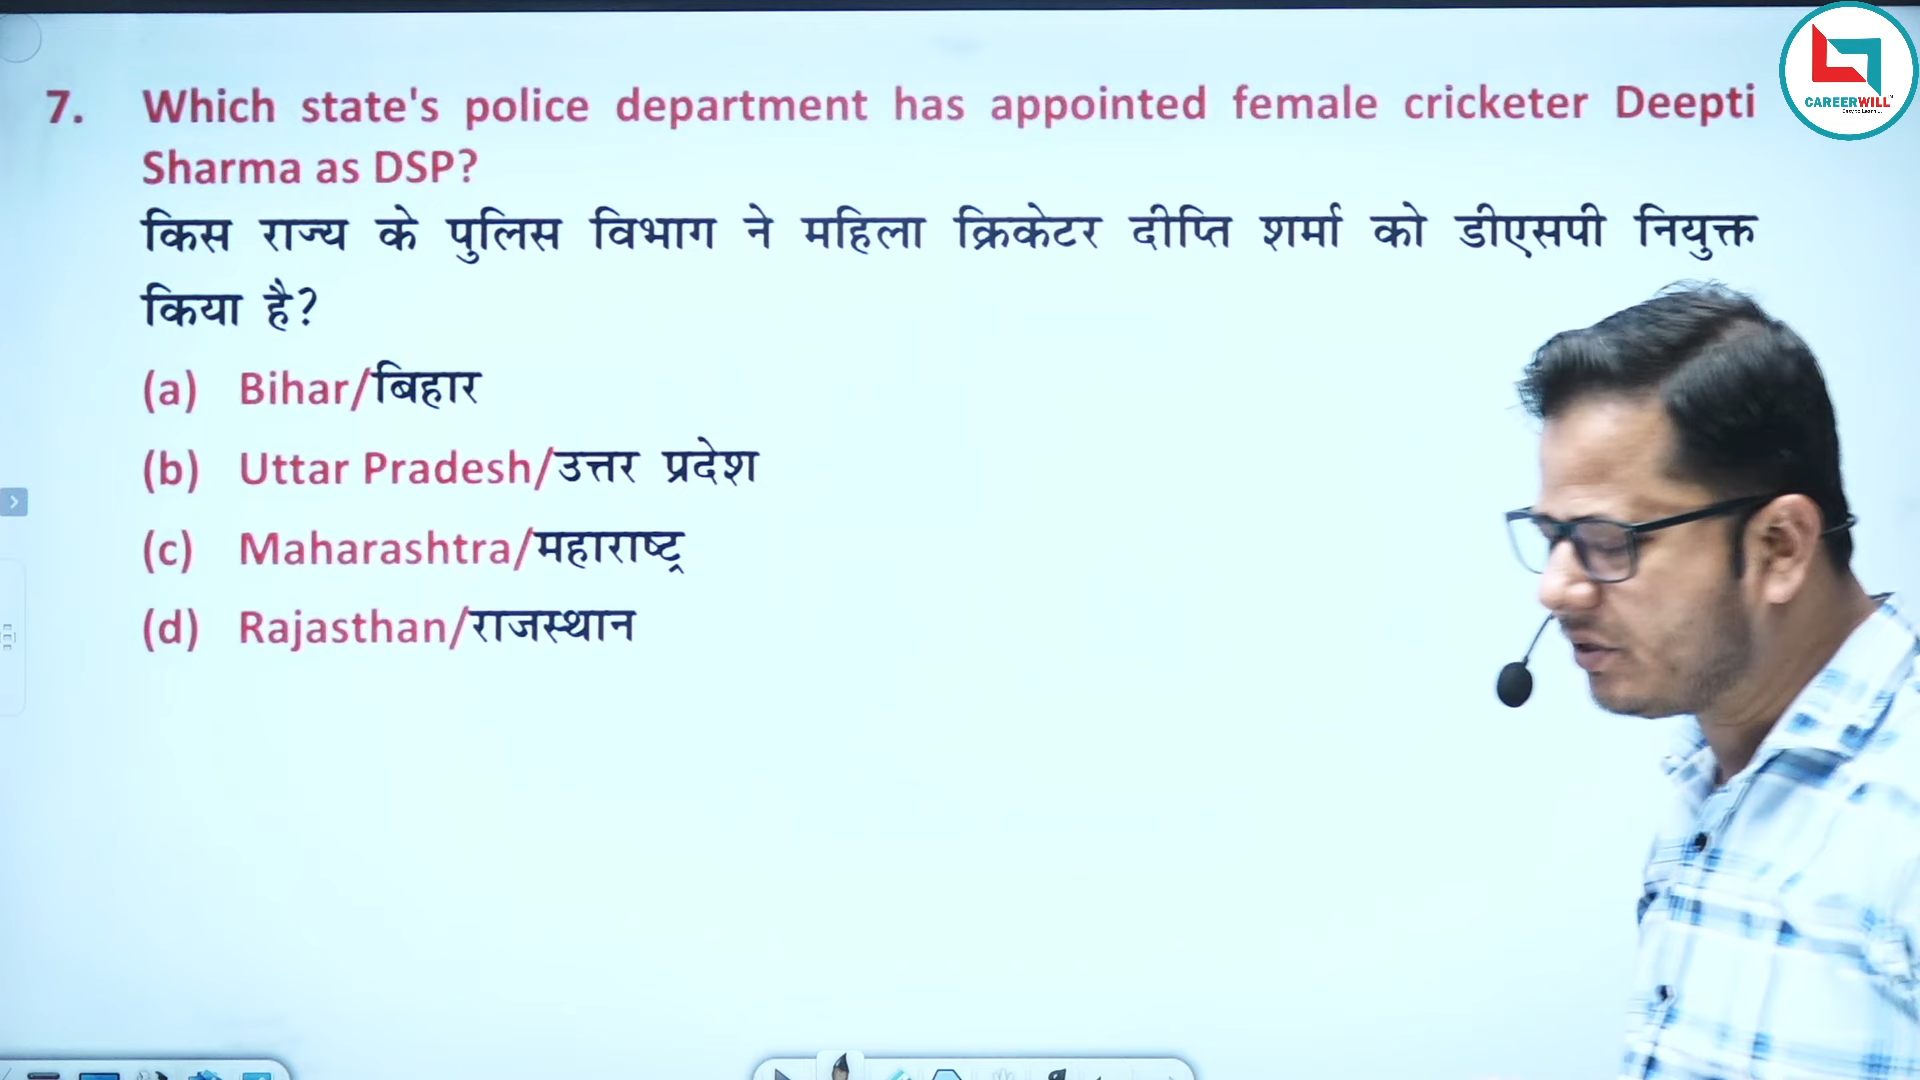 7. Which state's police department has appointed female cricketer Deepti
Sharma as DSP?
किस राज्य के पुलिस विभाग ने महिला क्रिकेटर दीप्ति शर्मा को डीएसपी नियुक्त
किया है?
(a) Bihar/बिहार
(b) Uttar Pradesh/उत्तर प्रदेश
(c) Maharashtra/महाराष्ट्र
(d) Rajasthan/राजस्थान
CAREERWILL